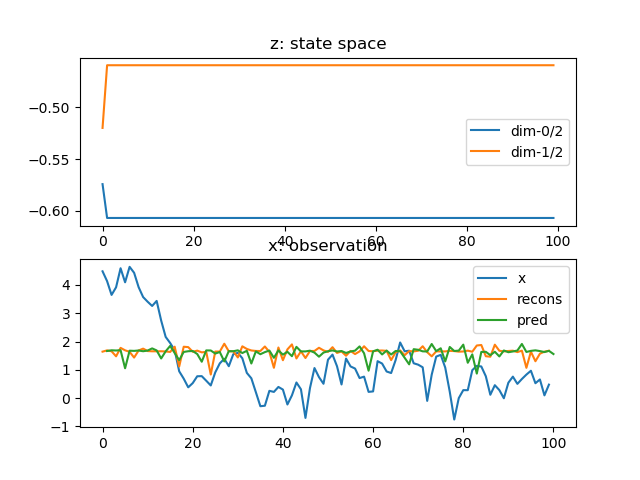 z: state space
−0.50
−0.55
−0.60
dim-0/2
dim-1/2
0 20 40 60 80 100
x: observation
4
3
2
1
0
−1
x
recons
pred
0 20 40 60 80 100